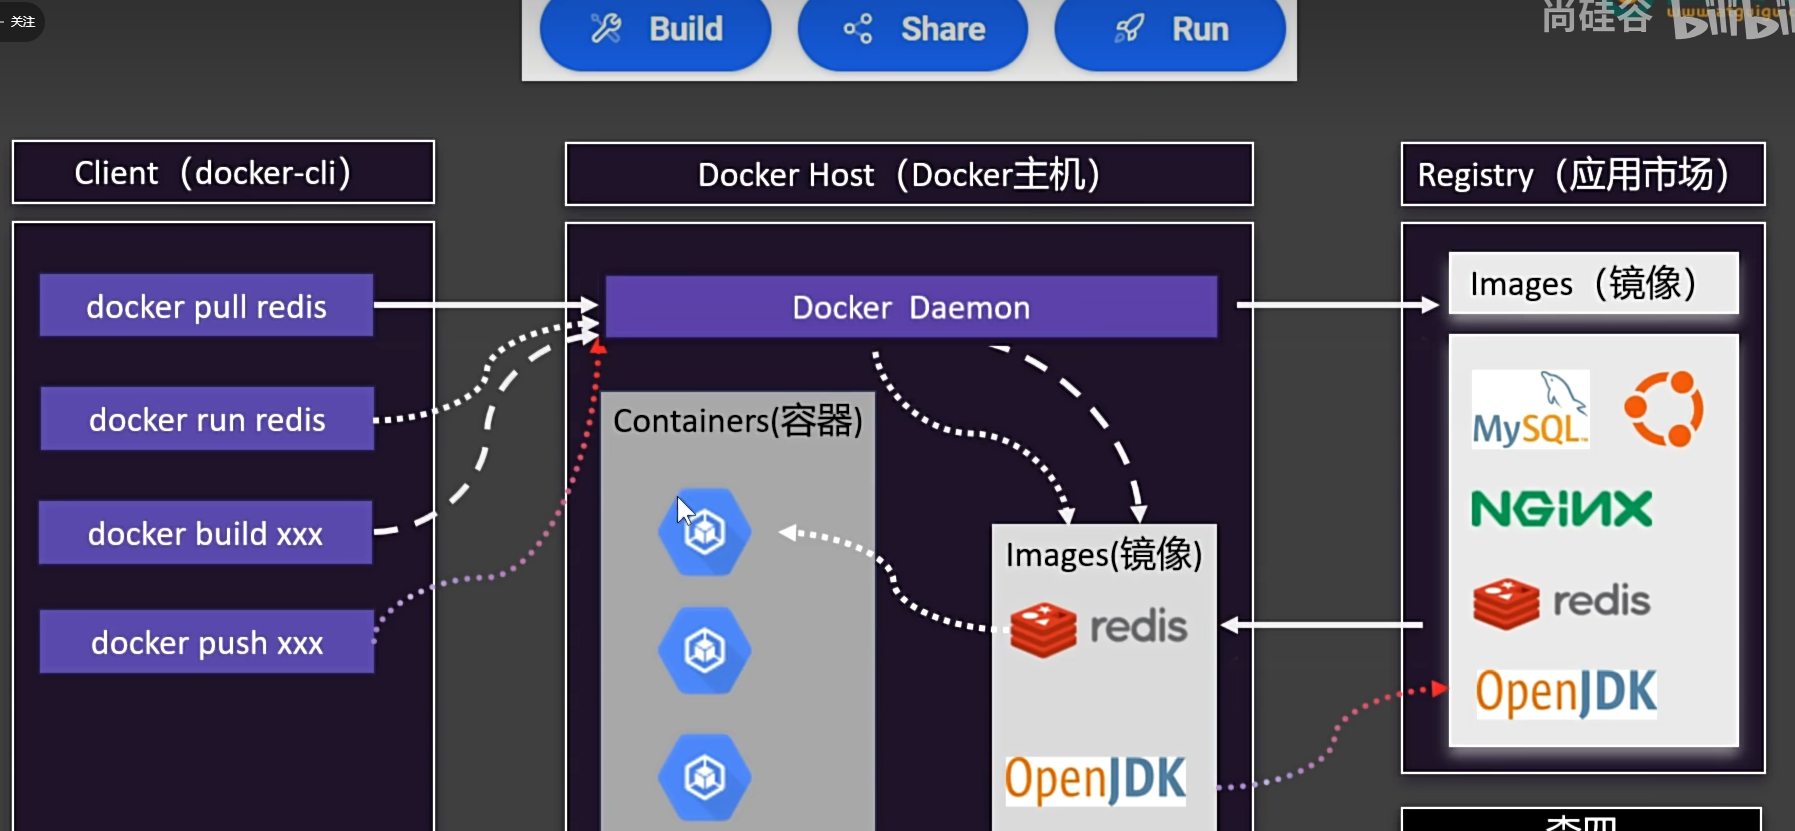 关注
Build
Share
Run
尚硅谷
bilibili
Client（docker-cli）
Docker Host（Docker主机）
Registry（应用市场）
docker pull redis
docker run redis
docker build xxx
docker push xxx
Docker Daemon
Containers(容器)
Images(镜像)
redis
OpenJDK
Images（镜像）
MySQL
NGINX
redis
OpenJDK